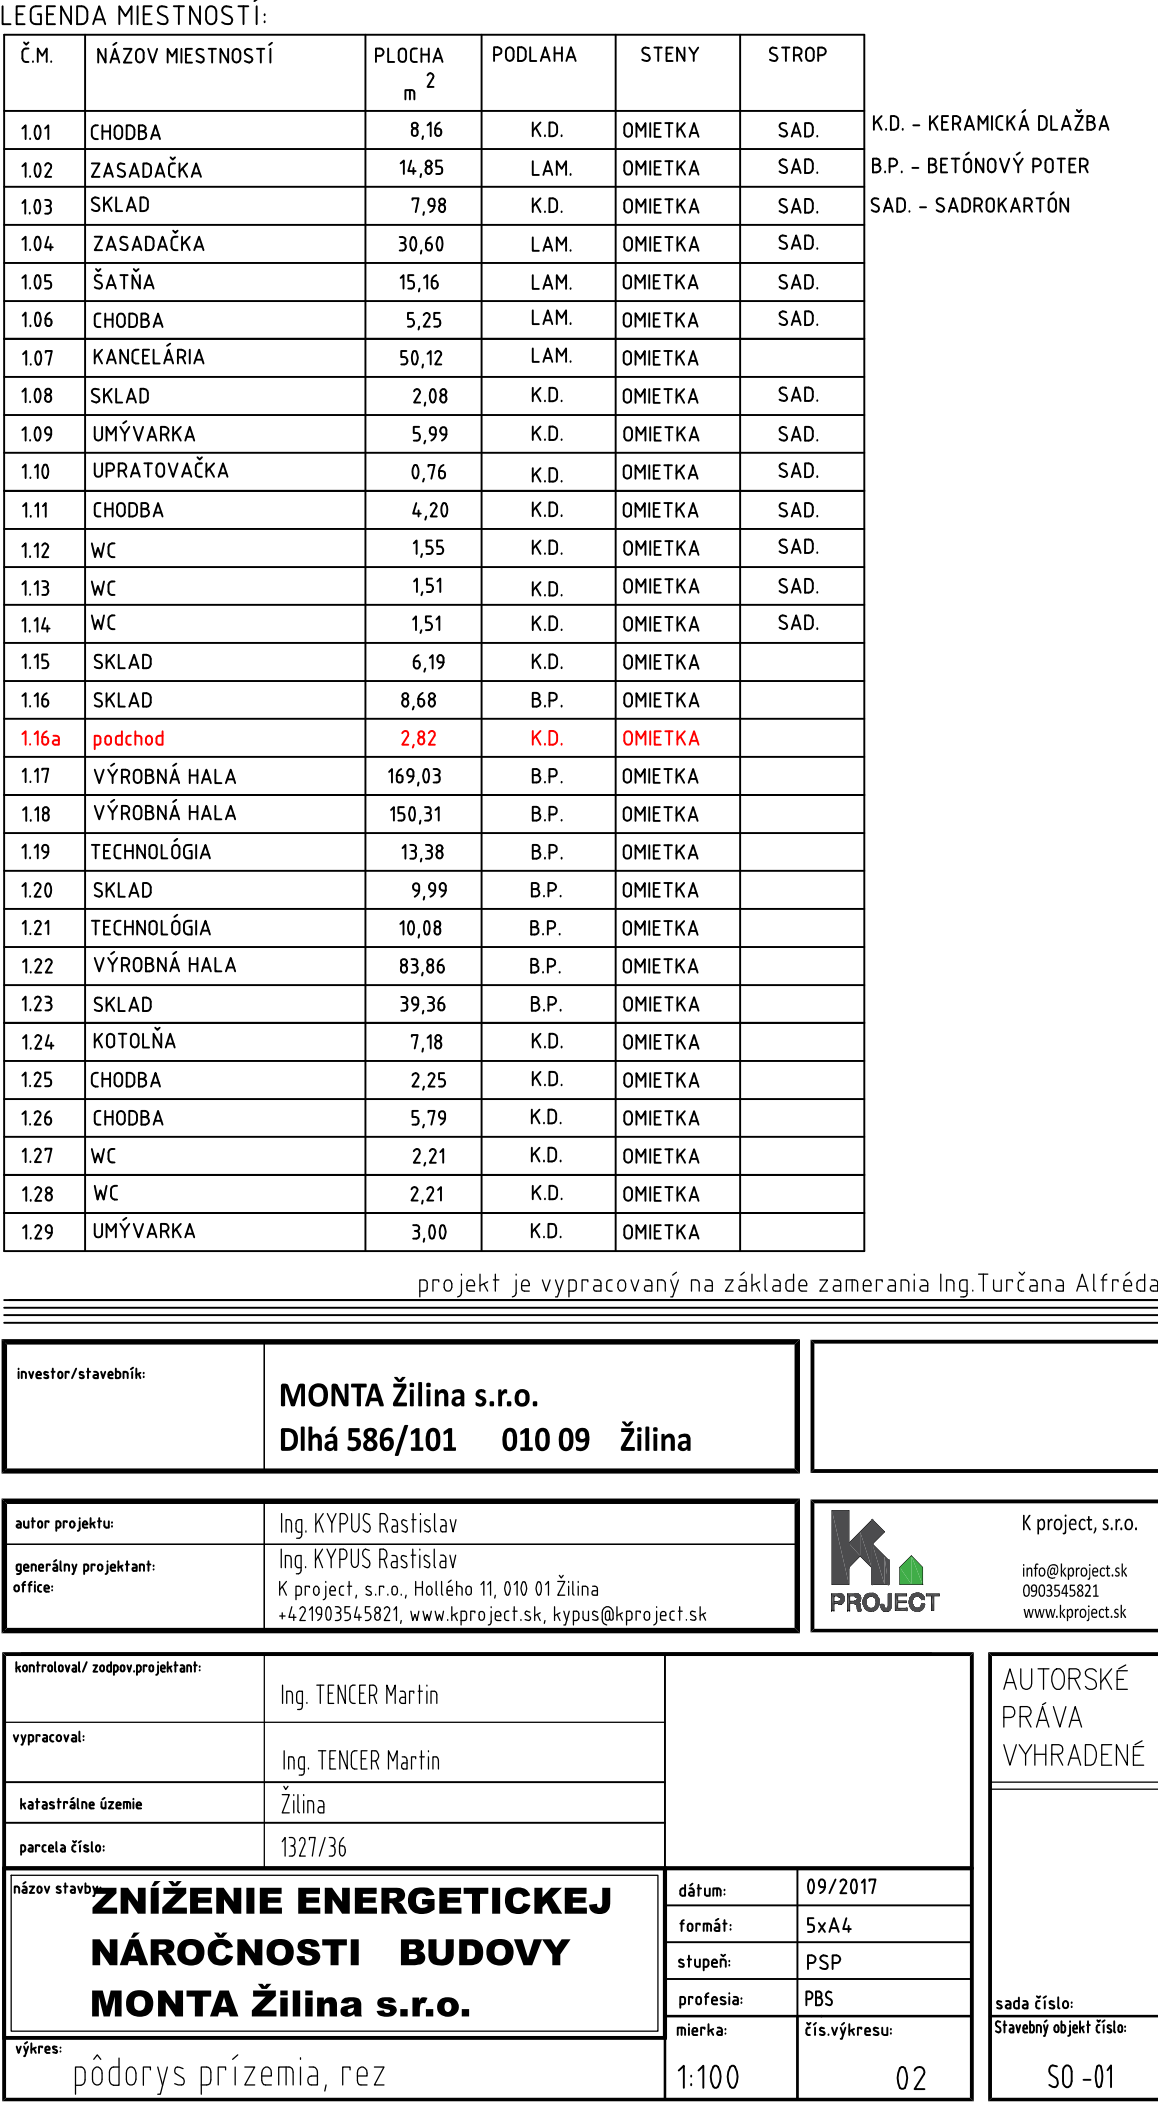 LEGENDA MIESTNOSTÍ:
Č.M. NÁZOV MIESTNOSTÍ PLOCHA m 2 PODLAHA STENY STROP
1.01 CHODBA 8,16 K.D. OMIETKA SAD. K.D. - KERAMICKÁ DLAŽBA
1.02 ZASADAČKA 14,85 LAM. OMIETKA SAD. B.P. - BETÓNOVÝ POTER
1.03 SKLAD 7,98 K.D. OMIETKA SAD. SAD. - SADROKARTÓN
1.04 ZASADAČKA 30,60 LAM. OMIETKA SAD.
1.05 ŠATŇA 15,16 LAM. OMIETKA SAD.
1.06 CHODBA 5,25 LAM. OMIETKA SAD.
1.07 KANCELÁRIA 50,12 LAM. OMIETKA
1.08 SKLAD 2,08 K.D. OMIETKA SAD.
1.09 UMÝVARKA 5,99 K.D. OMIETKA SAD.
1.10 UPRATOVAČKA 0,76 K.D. OMIETKA SAD.
1.11 CHODBA 4,20 K.D. OMIETKA SAD.
1.12 WC 1,55 K.D. OMIETKA SAD.
1.13 WC 1,51 K.D. OMIETKA SAD.
1.14 WC 1,51 K.D. OMIETKA SAD.
1.15 SKLAD 6,19 K.D. OMIETKA
1.16 SKLAD 8,68 B.P. OMIETKA
1.16a podchod 2,82 K.D. OMIETKA
1.17 VÝROBNÁ HALA 169,03 B.P. OMIETKA
1.18 VÝROBNÁ HALA 150,31 B.P. OMIETKA
1.19 TECHNOLÓGIA 13,38 B.P. OMIETKA
1.20 SKLAD 9,99 B.P. OMIETKA
1.21 TECHNOLÓGIA 10,08 B.P. OMIETKA
1.22 VÝROBNÁ HALA 83,86 B.P. OMIETKA
1.23 SKLAD 39,36 B.P. OMIETKA
1.24 KOTOLŇA 7,18 K.D. OMIETKA
1.25 CHODBA 2,25 K.D. OMIETKA
1.26 CHODBA 5,79 K.D. OMIETKA
1.27 WC 2,21 K.D. OMIETKA
1.28 WC 2,21 K.D. OMIETKA
1.29 UMÝVARKA 3,00 K.D. OMIETKA
projekt je vypracovaný na základe zamerania Ing.Turčana Alfréda
investor/stavebník:
MONTA Žilina s.r.o.
Dlhá 586/101 010 09 Žilina
autor projektu: Ing. KYPUS Rastislav
generálny projektant: Ing. KYPUS Rastislav
office: K project, s.r.o., Hollého 11, 010 01 Žilina
+421903545821, www.kproject.sk, kypus@kproject.sk
K PROJECT
K project, s.r.o.
info@kproject.sk
0903545821
www.kproject.sk
kontroloval/ zodpov.projektant:
Ing. TENCER Martin
vypracoval:
Ing. TENCER Martin
katastrálne územie Žilina
parcela číslo: 1327/36
AUTORSKÉ
PRÁVA
VYHRADENÉ
názov stavby:
ZNÍŽENIE ENERGETICKEJ
NÁROČNOSTI BUDOVY
MONTA Žilina s.r.o.
dátum: 09/2017
formát: 5xA4
stupeň: PSP
profesia: PBS
mierka: čís.výkresu:
1:100 02
výkres:
pôdorys prízemia, rez
sada číslo:
Stavebný objekt číslo:
SO -01